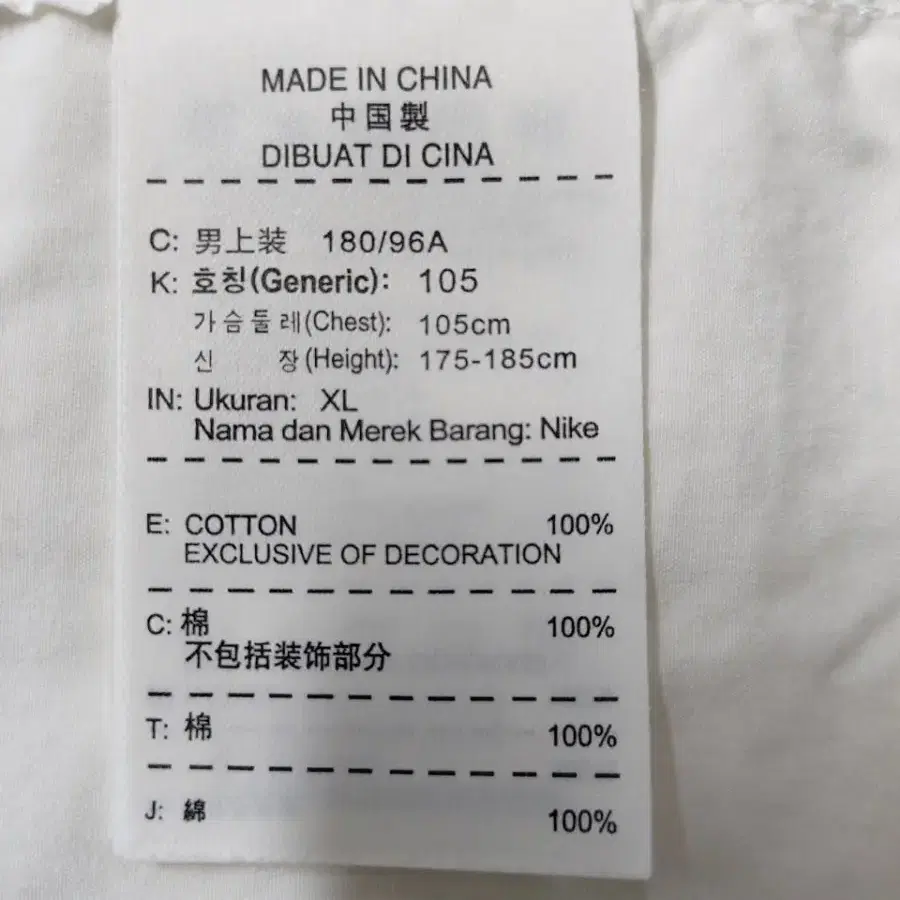 MADE IN CHINA
中国製
DIBUAT DI CINA
C: 男上装 180/96A
K: 호칭(Generic): 105
가슴둘레(Chest): 105cm
신 장(Height): 175-185cm
IN: Ukuran: XL
Nama dan Merek Barang: Nike
E: COTTON 100%
EXCLUSIVE OF DECORATION
C: 棉 100%
不包括装饰部分
T: 棉 100%
J: 綿 100%